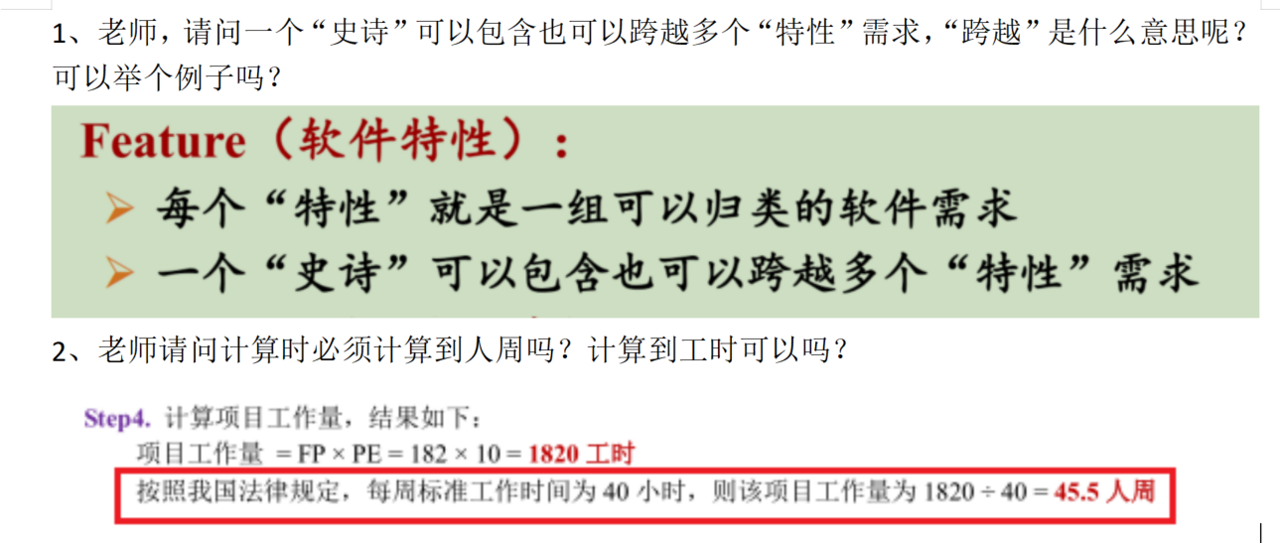 1、老师，请问一个“史诗”可以包含也可以跨越多个“特性”需求，“跨越”是什么意思呢？
可以举个例子吗？
Feature（软件特性）：
➢ 每个“特性”就是一组可以归类的软件需求
➢ 一个“史诗”可以包含也可以跨越多个“特性”需求
2、老师请问计算时必须计算到人周吗？计算到工时可以吗？
Step4. 计算项目工作量，结果如下：
项目工作量 = FP × PE = 182 × 10 = 1820 工时
按照我国法律规定，每周标准工作时间为 40 小时，则该项目工作量为 1820 ÷ 40 = 45.5 人周